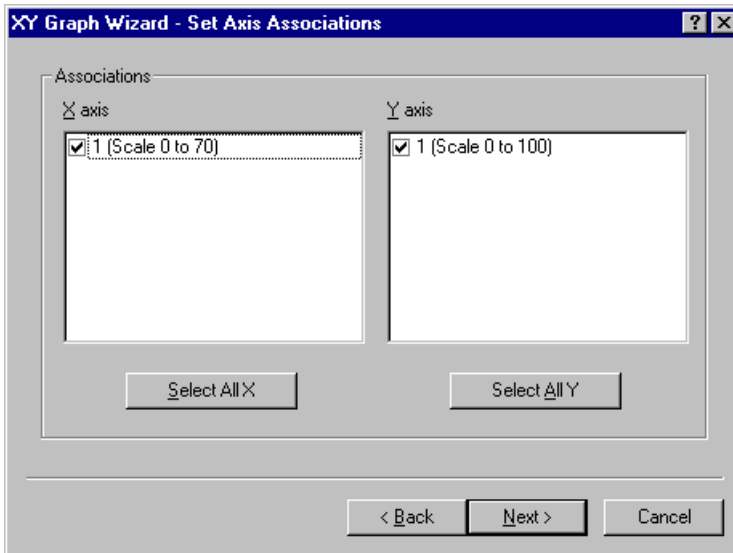 XY Graph Wizard - Set Axis Associations ? X
Associations
X axis Y axis
1 (Scale 0 to 70) 1 (Scale 0 to 100)
Select All X Select All Y
< Back Next > Cancel